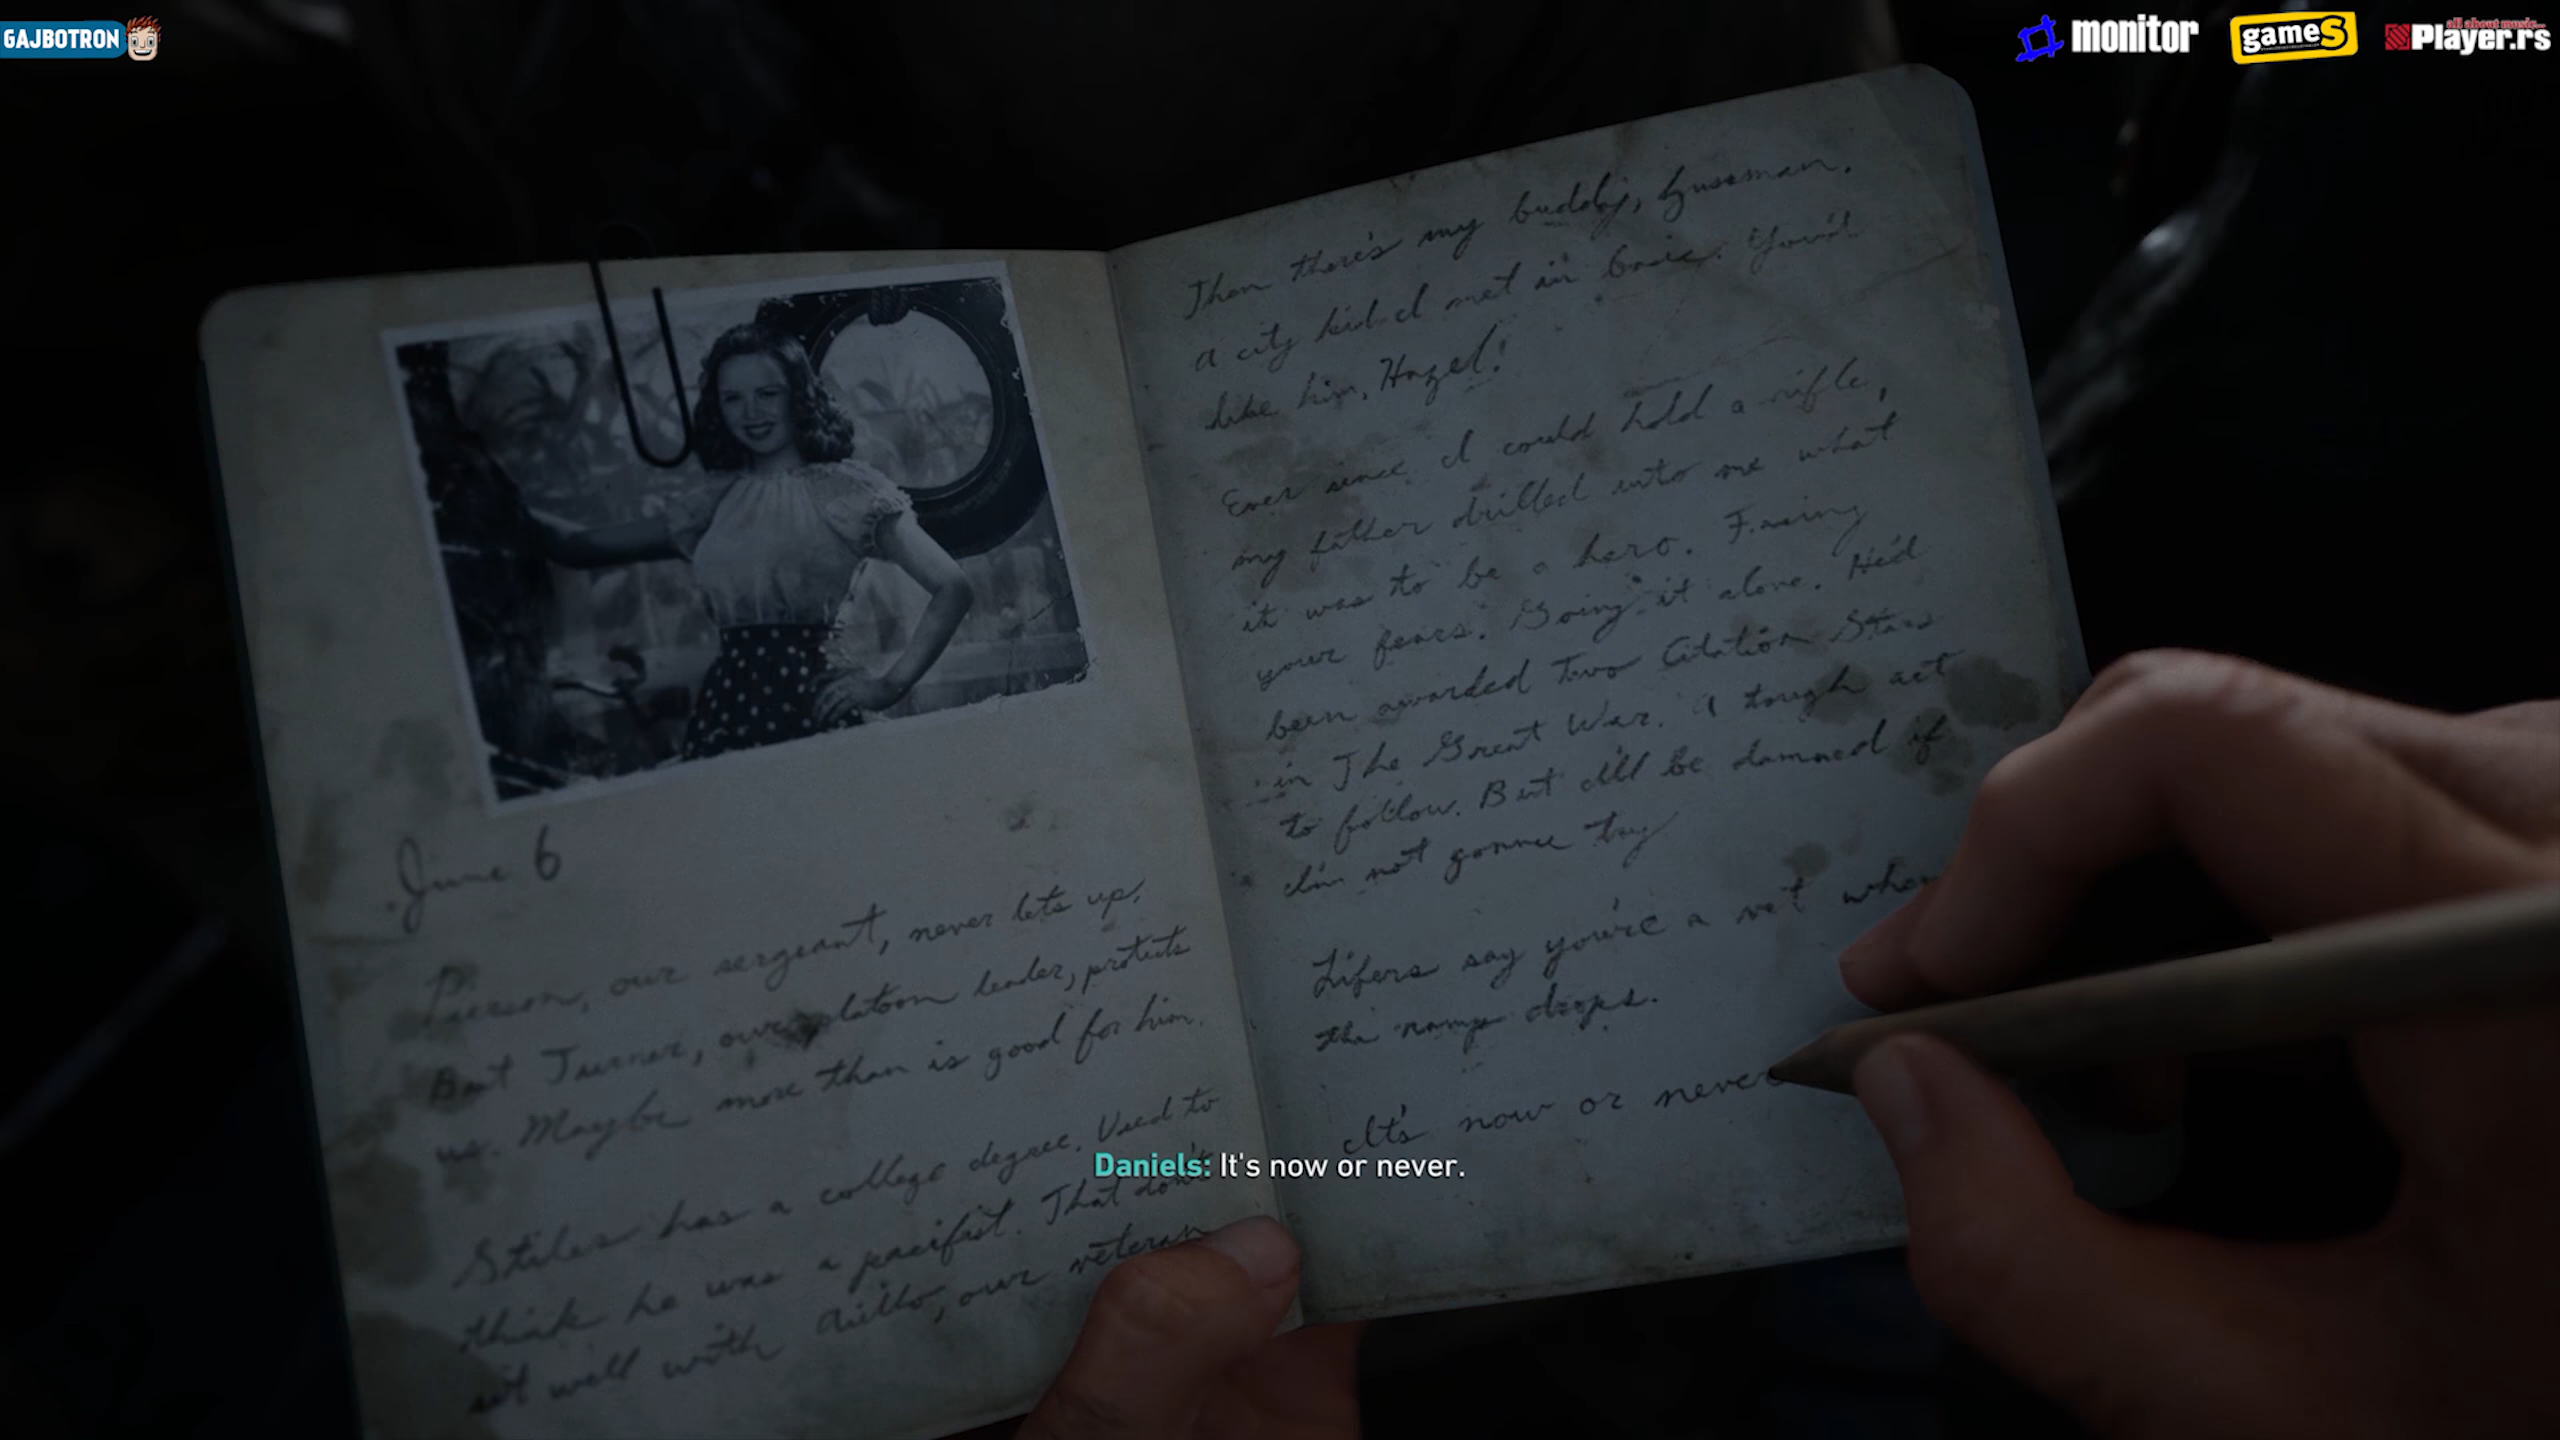 GAJBOTRON
monitor
gameS
all about music...
Player.rs
June 6
Pierson, our sergeant, never lets up.
But Turner, our platoon leader, protects
us. Maybe more than is good for him.
Stiles has a college degree. Used to
think he was a pacifist. That don't
sit well with Aiello, our veteran
Then there's my buddy, Zussman.
A city kid I met in basic. You'd
like him, Hazel!
Ever since I could hold a rifle,
my father drilled into me what
it was to be a hero. Facing
your fears. Going it alone. He'd
been awarded Two Citation Stars
in The Great War. A tough act
to follow. But I'll be damned if
I'm not gonna try
Lifers say you're a vet when
the ramp drops.
It's now or never
Daniels: It's now or never.